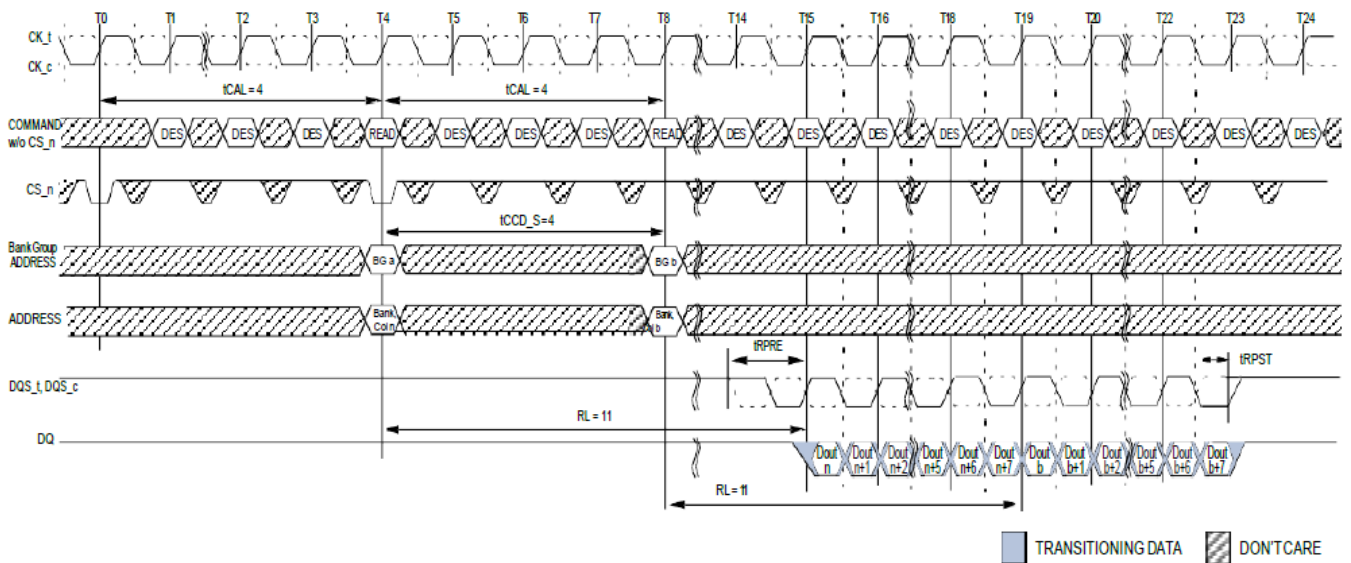 T0 T1 T2 T3 T4 T5 T6 T7 T8 T14 T15 T16 T18 T19 T20 T22 T23 T24
CK_t
CK_c
tCAL = 4 tCAL = 4
COMMAND DES DES DES READ DES DES DES READ DES DES DES DES DES DES DES DES DES
w/o CS_n
CS_n
tCCD_S=4
Bank Group
ADDRESS BG a BG b
ADDRESS Bank, Bank,
Col n b
tRPRE tRPST
DQS_t, DQS_c
RL = 11
DQ
Dout Dout Dout Dout Dout Dout Dout Dout Dout Dout Dout Dout
n n+1 n+2 n+5 n+6 n+7 b b+1 b+2 b+5 b+6 b+7
RL = 11
TRANSITIONING DATA DON'T CARE